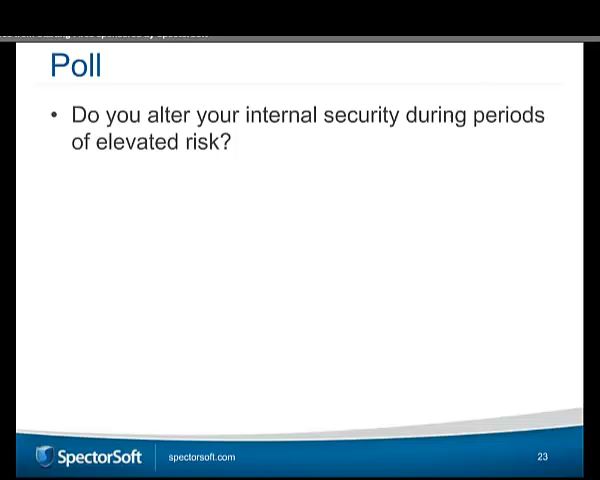 Poll
• Do you alter your internal security during periods
of elevated risk?
SpectorSoft
spectorsoft.com
23